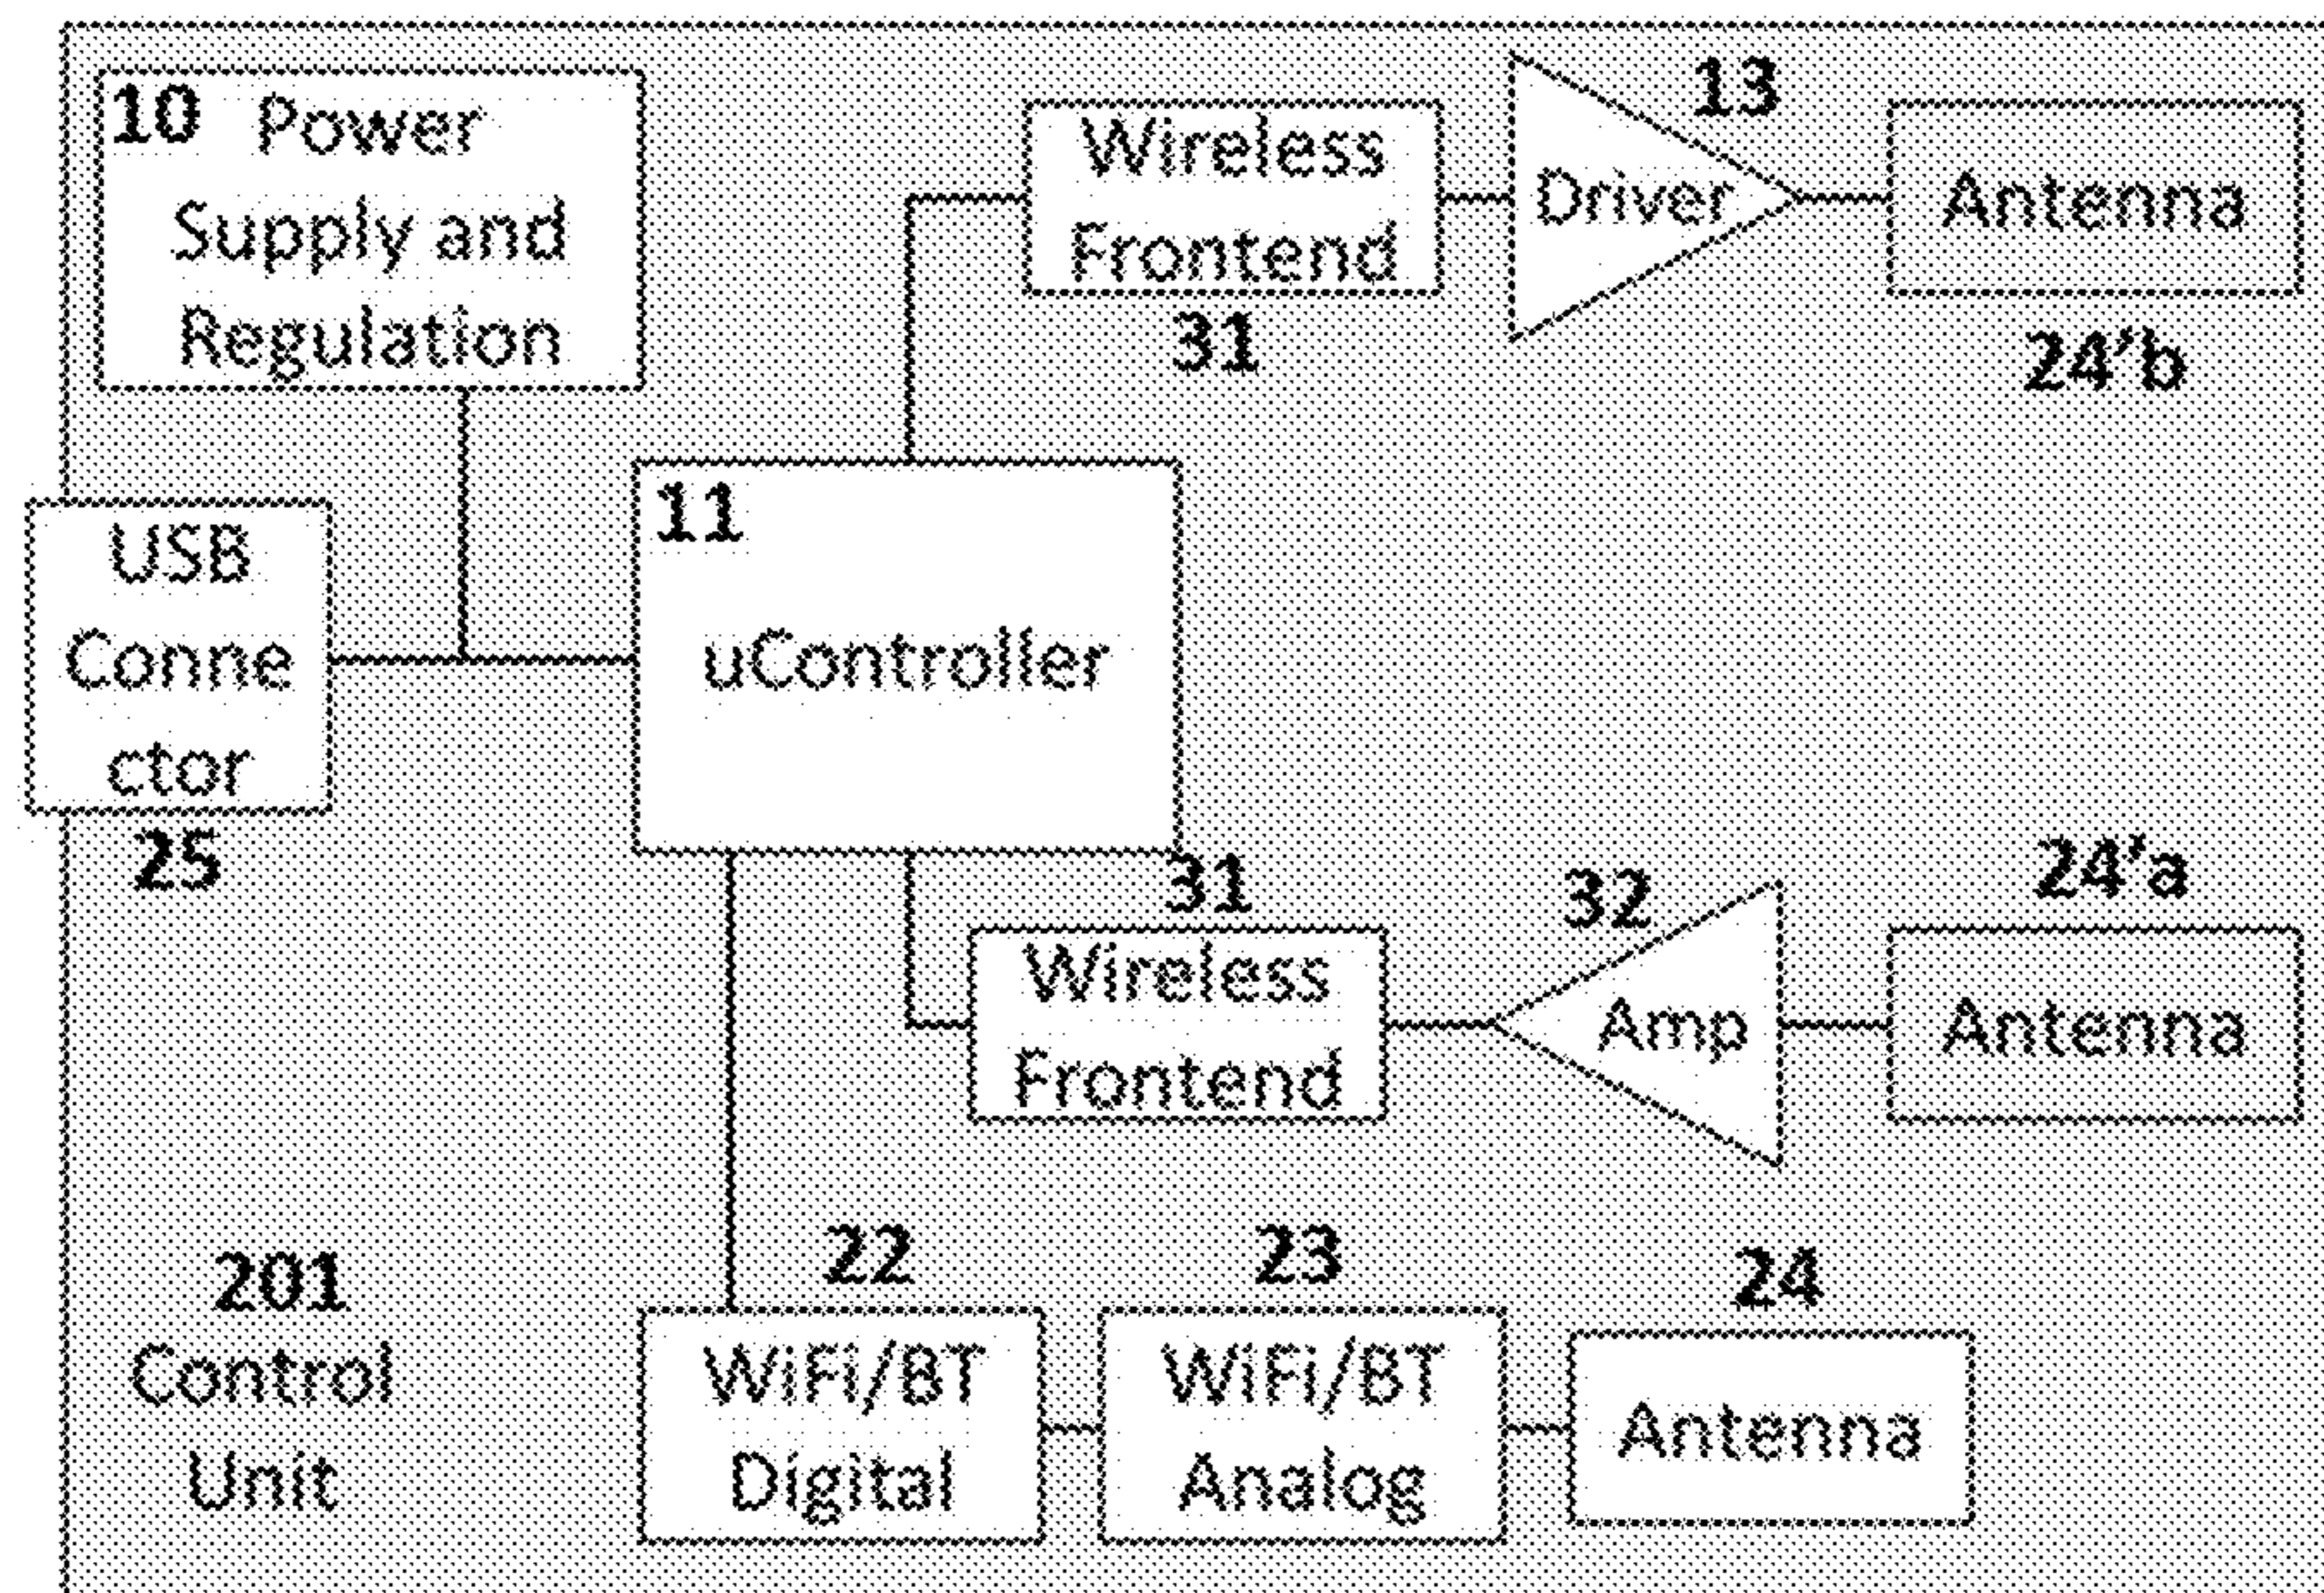 10 Power
Supply and
Regulation
Wireless
Frontend
31
13
Driver
Antenna
24'b
USB
Conne
ctor
25
11
uController
31
Wireless
Frontend
32
Amp
24'a
Antenna
201
Control
Unit
22
WiFi/BT
Digital
23
WiFi/BT
Analog
24
Antenna